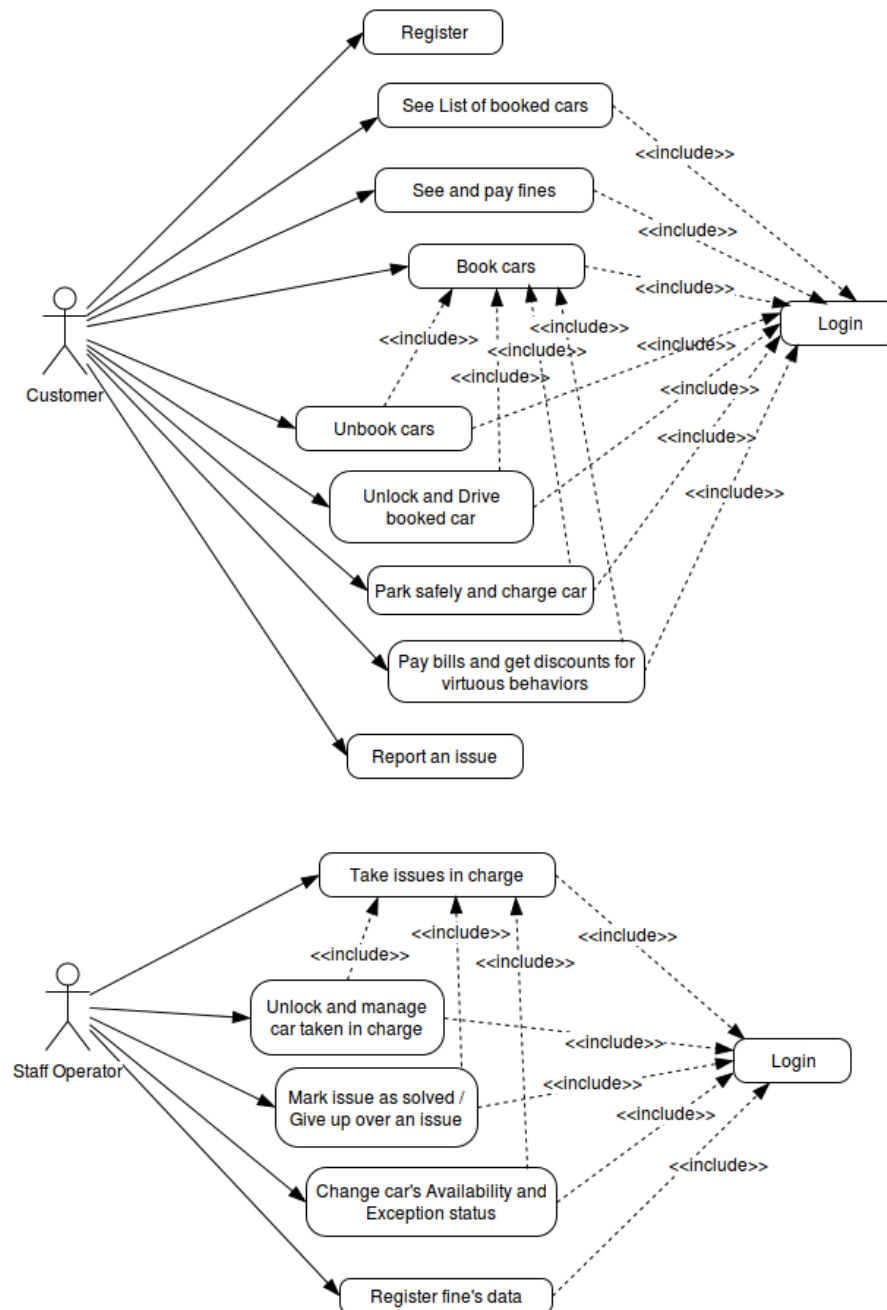 Register
See List of booked cars
<<include>>
See and pay fines
<<include>>
Book cars
<<include>>
Login
<<include>>
<<include>>
<<include>>
<<include>>
<<include>>
Customer
<<include>>
Unbook cars
<<include>>
Unlock and Drive
booked car
<<include>>
Park safely and charge car
Pay bills and get discounts for
virtuous behaviors
Report an issue
Take issues in charge
<<include>>
<<include>>
<<include>>
<<include>>
Unlock and manage
car taken in charge
<<include>>
Login
Staff Operator
<<include>>
Mark issue as solved /
Give up over an issue
<<include>>
<<include>>
Change car's Availability and
Exception status
Register fine's data